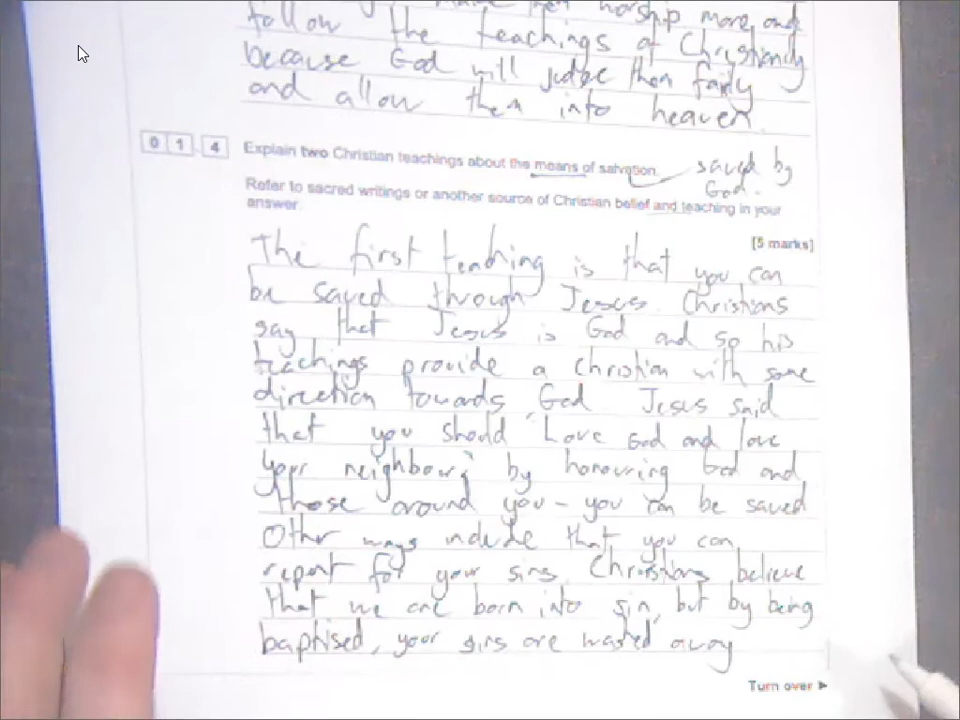 them worship more and
follow the teachings of Christianity
because God will judge them fairly
and allow them into heaven.
0 1 . 4 Explain two Christian teachings about the means of salvation. saved by
God.
Refer to sacred writings or another source of Christian belief and teaching in your
answer.
[5 marks]
The first teaching is that you can
be saved through Jesus. Christians
say that Jesus is God and so his
teachings provide a christian with some
direction towards God Jesus said
that you should 'Love God and love
your neighbour' by honouring God and
those around you - you can be saved
Other ways include that you can
repent for your sins. Christians believe
that we are born into sin, but by being
baptised, your sins are washed away
Turn over ►